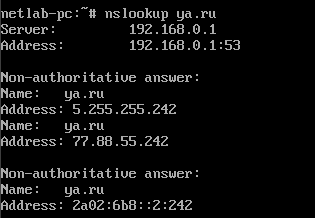 netlab-pc:~# nslookup ya.ru
Server: 192.168.0.1
Address: 192.168.0.1:53

Non-authoritative answer:
Name: ya.ru
Address: 5.255.255.242
Name: ya.ru
Address: 77.88.55.242

Non-authoritative answer:
Name: ya.ru
Address: 2a02:6b8::2:242